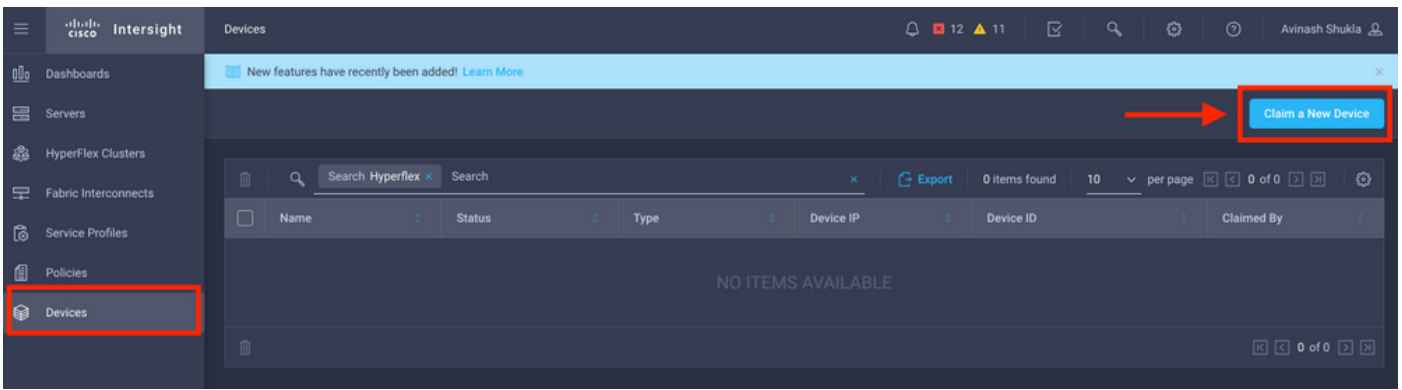 cisco Intersight Devices 12 11 Avinash Shukla
Dashboards
New features have recently been added! Learn More
Servers
Claim a New Device
HyperFlex Clusters
Search Hyperflex × Search × Export 0 items found 10 per page 0 of 0
Fabric Interconnects
Name Status Type Device IP Device ID Claimed By
Service Profiles
Policies
NO ITEMS AVAILABLE
Devices
0 of 0